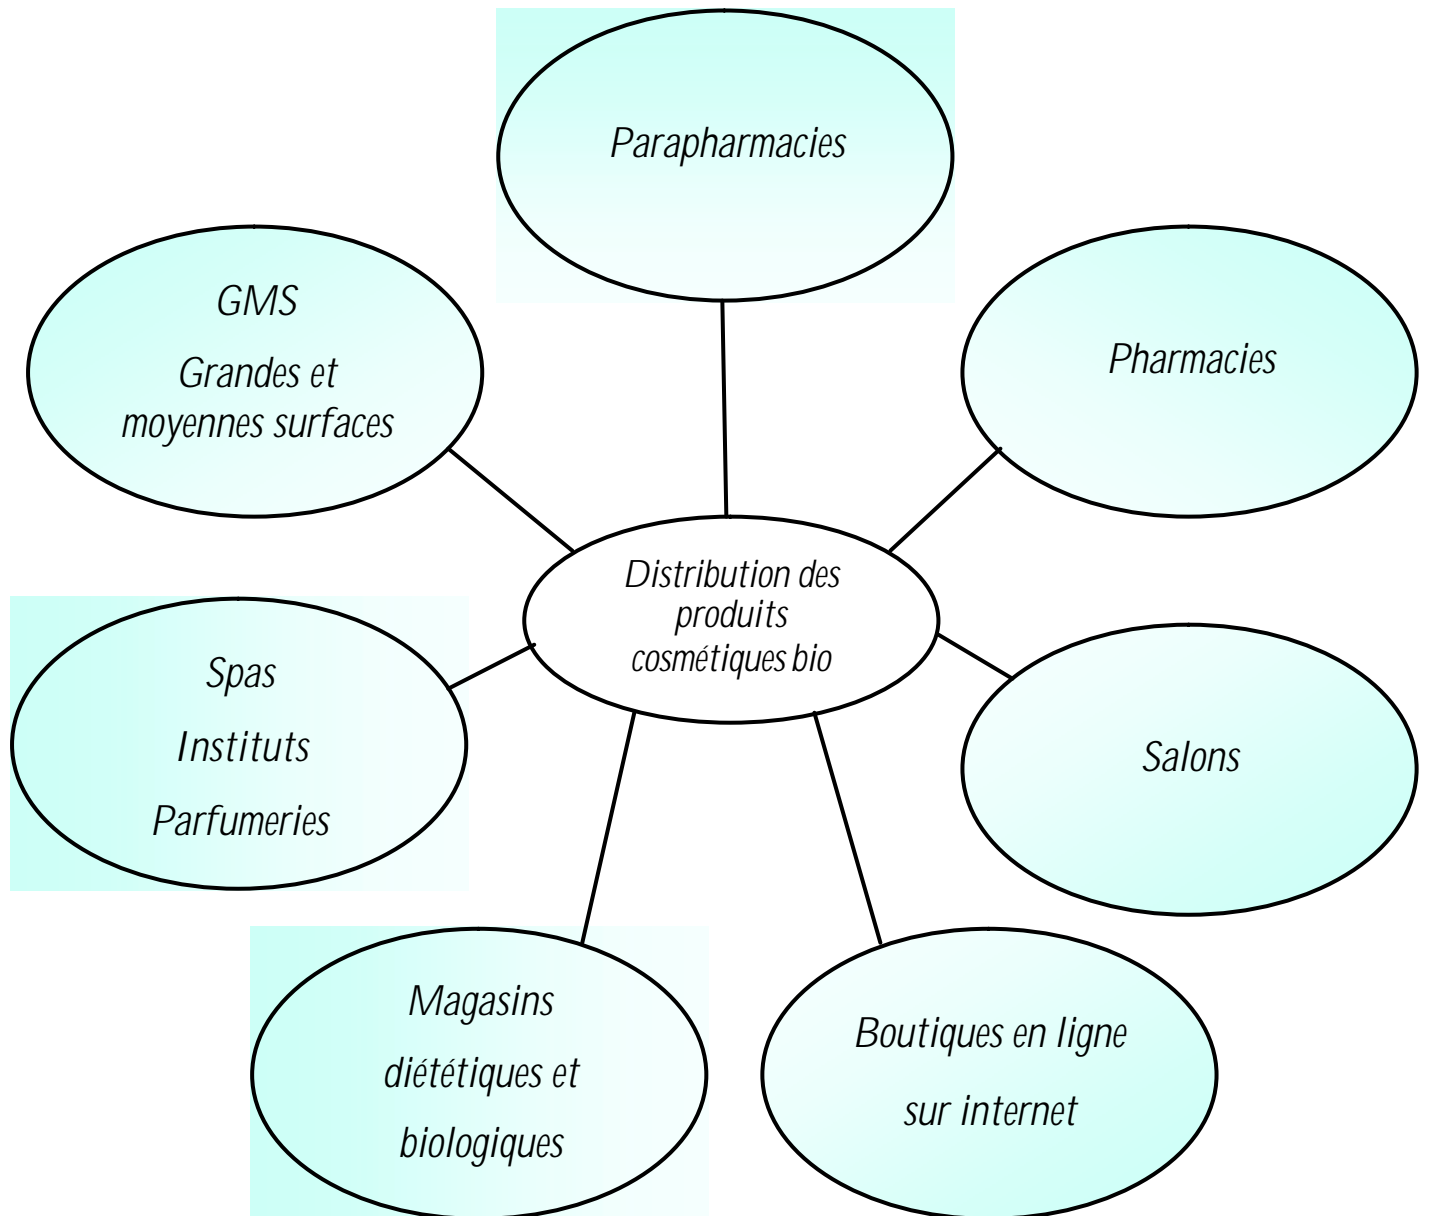 Parapharmacies
GMS
Grandes et
moyennes surfaces
Pharmacies
Distribution des
produits
cosmétiques bio
Spas
Instituts
Parfumeries
Salons
Magasins
diététiques et
biologiques
Boutiques en ligne
sur internet